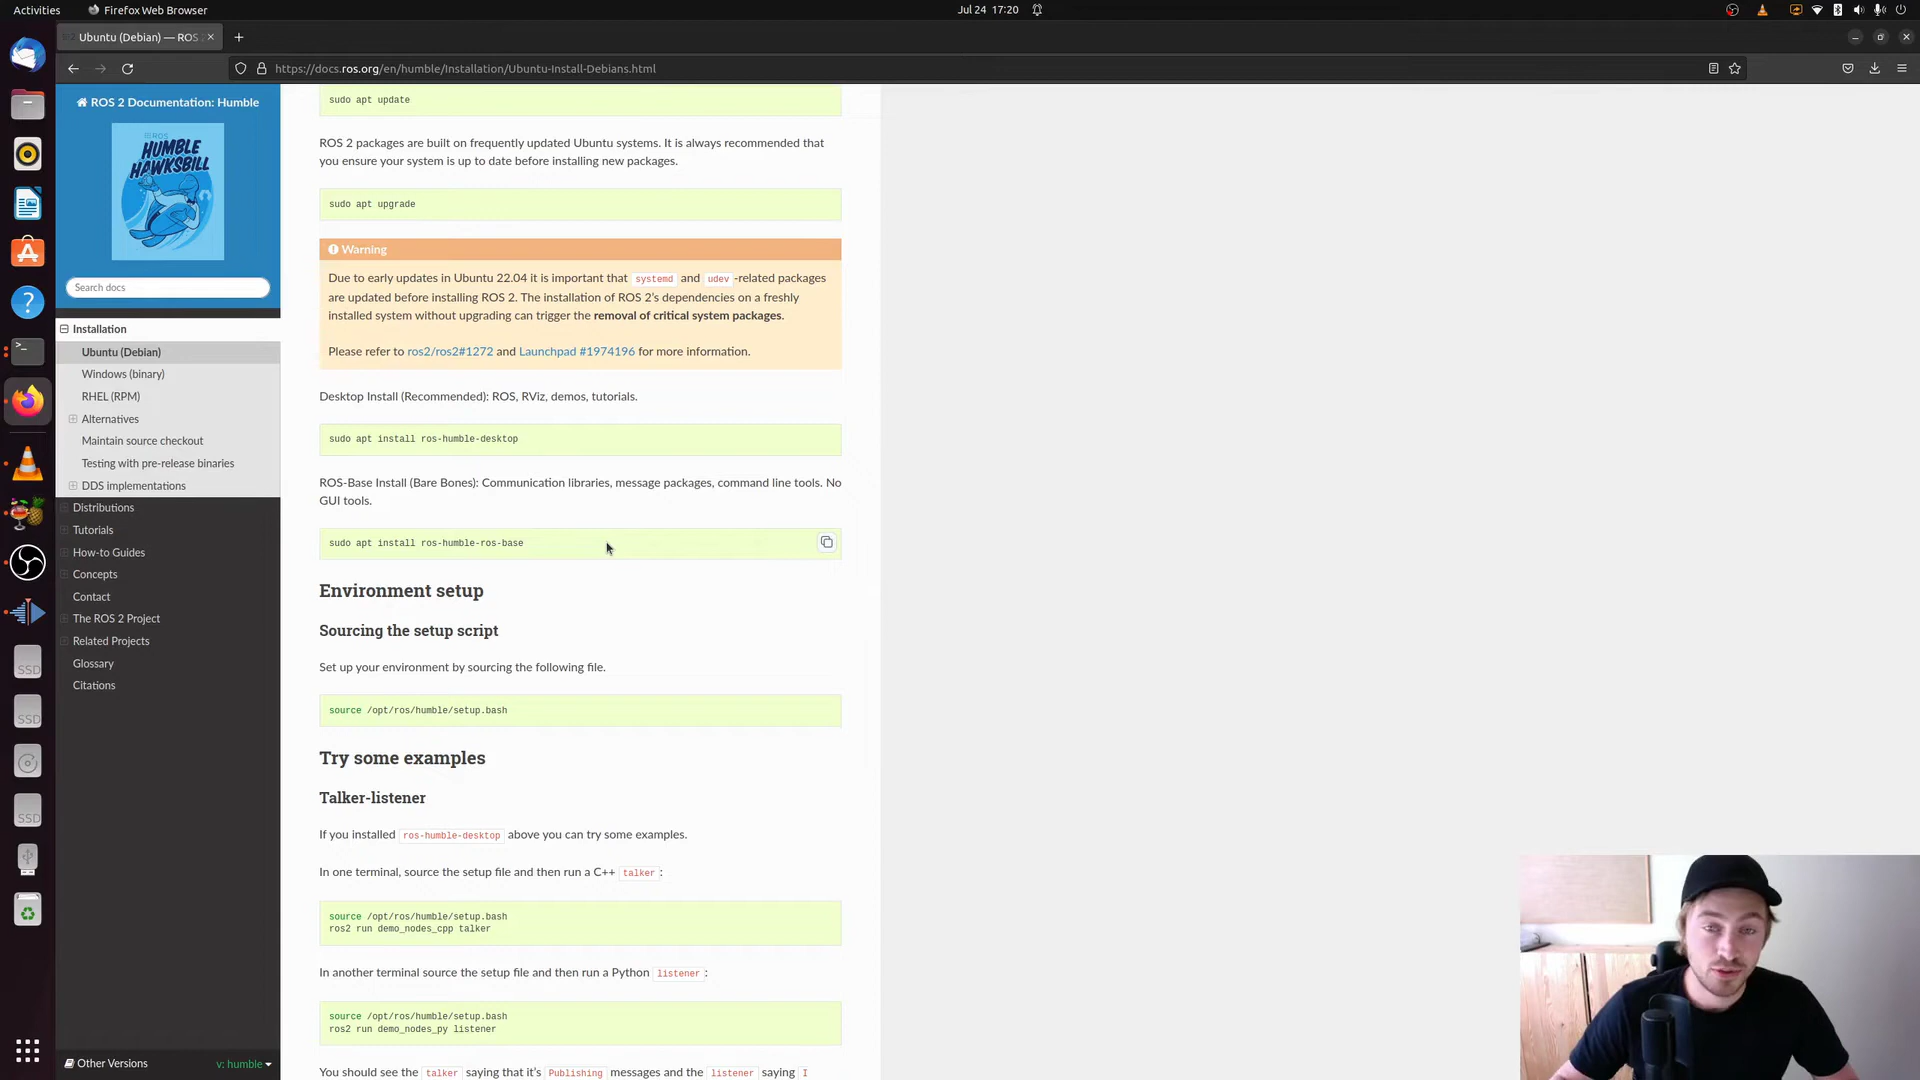 Activities
Firefox Web Browser
Jul 24 17:20
Ubuntu (Debian) — ROS
https://docs.ros.org/en/humble/Installation/Ubuntu-Install-Debians.html
ROS 2 Documentation: Humble
ROS
HUMBLE
HAWKSBILL
Search docs
Installation
Ubuntu (Debian)
Windows (binary)
RHEL (RPM)
Alternatives
Maintain source checkout
Testing with pre-release binaries
DDS implementations
Distributions
Tutorials
How-to Guides
Concepts
Contact
The ROS 2 Project
Related Projects
Glossary
Citations
Other Versions
v: humble
SSD
SSD
SSD
sudo apt update
ROS 2 packages are built on frequently updated Ubuntu systems. It is always recommended that
you ensure your system is up to date before installing new packages.
sudo apt upgrade
Warning
Due to early updates in Ubuntu 22.04 it is important that systemd and udev -related packages
are updated before installing ROS 2. The installation of ROS 2’s dependencies on a freshly
installed system without upgrading can trigger the removal of critical system packages.
Please refer to ros2/ros2#1272 and Launchpad #1974196 for more information.
Desktop Install (Recommended): ROS, RViz, demos, tutorials.
sudo apt install ros-humble-desktop
ROS-Base Install (Bare Bones): Communication libraries, message packages, command line tools. No
GUI tools.
sudo apt install ros-humble-ros-base
Environment setup
Sourcing the setup script
Set up your environment by sourcing the following file.
source /opt/ros/humble/setup.bash
Try some examples
Talker-listener
If you installed ros-humble-desktop above you can try some examples.
In one terminal, source the setup file and then run a C++ talker :
source /opt/ros/humble/setup.bash
ros2 run demo_nodes_cpp talker
In another terminal source the setup file and then run a Python listener :
source /opt/ros/humble/setup.bash
ros2 run demo_nodes_py listener
You should see the talker saying that it’s Publishing messages and the listener saying I